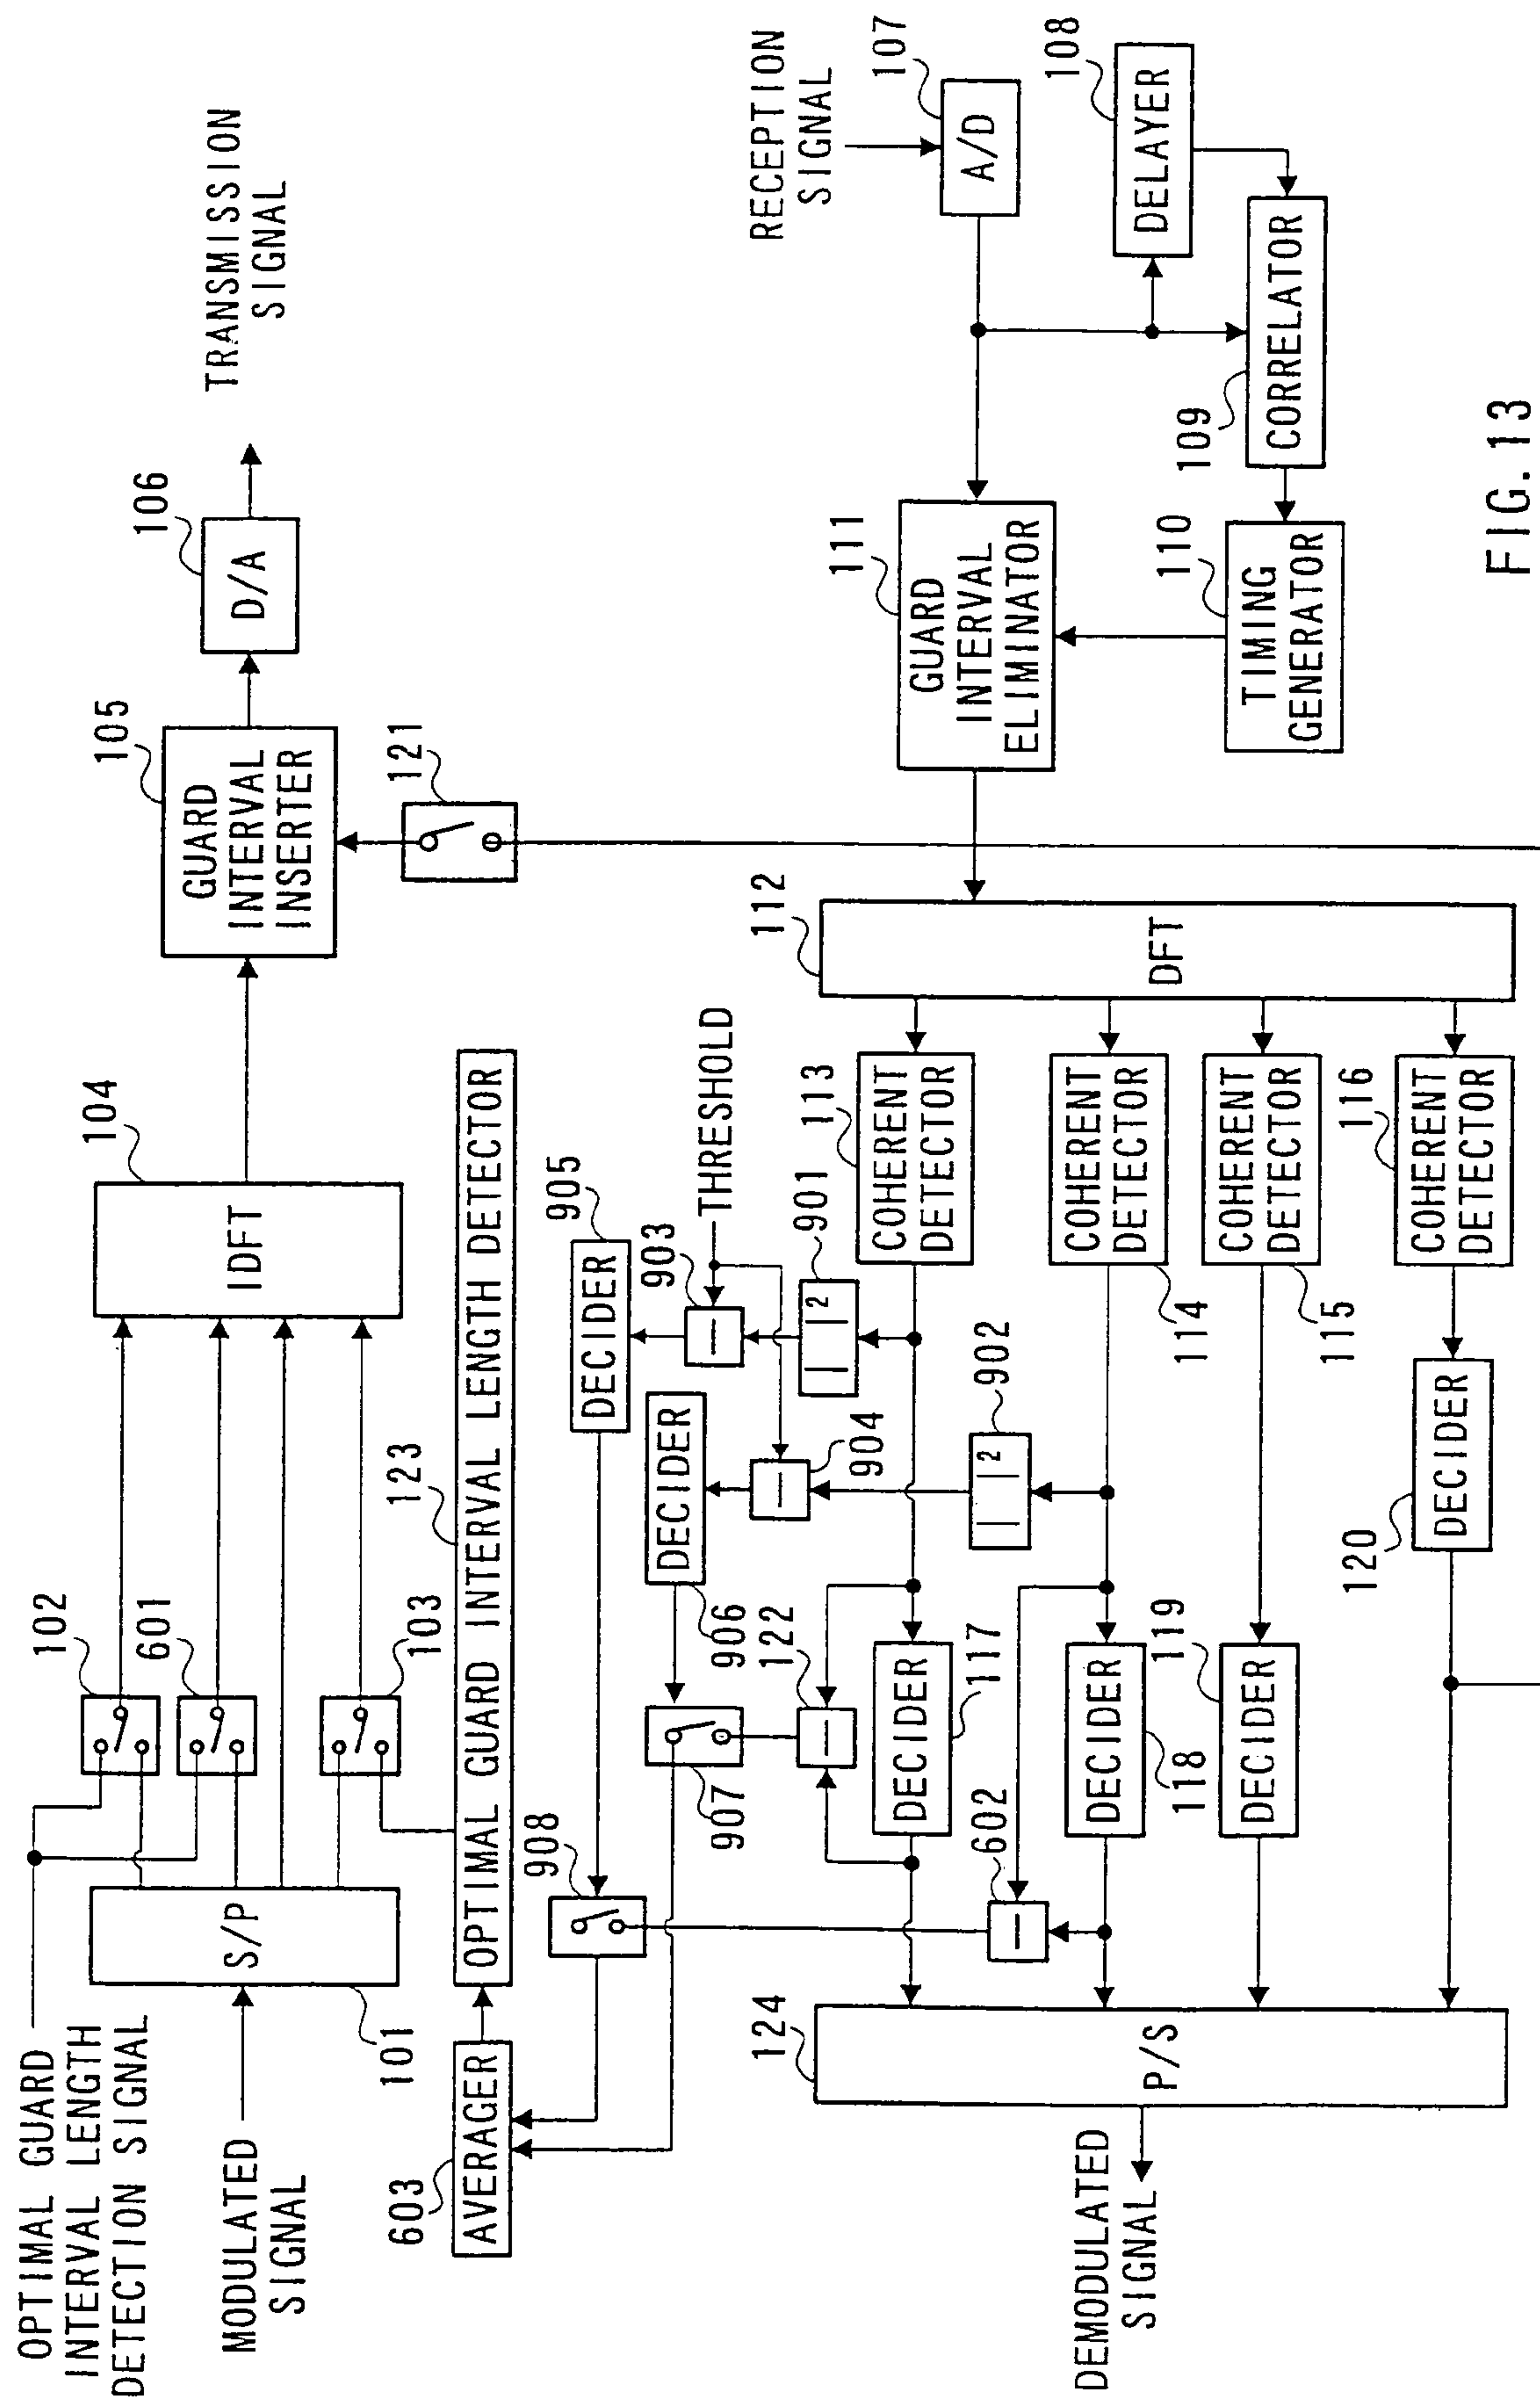 OPTIMAL GUARD
INTERVAL LENGTH
DETECTION SIGNAL
MODULATED
SIGNAL
101
S/P
102
601
103
104
IDFT
105
GUARD
INTERVAL
INSERTER
106
D/A
TRANSMISSION
SIGNAL
121
603
AVERAGER
123
OPTIMAL GUARD INTERVAL LENGTH DETECTOR
908
905
DECIDER
907
906
DECIDER
903
THRESHOLD
904
901
| |2
902
| |2
122
602
DEMODULATED
SIGNAL
124
P/S
117
DECIDER
118
DECIDER
119
DECIDER
120
DECIDER
113
COHERENT
DETECTOR
114
COHERENT
DETECTOR
115
COHERENT
DETECTOR
116
COHERENT
DETECTOR
112
DFT
111
GUARD
INTERVAL
ELIMINATOR
110
TIMING
GENERATOR
RECEPTION
SIGNAL
107
A/D
108
DELAYER
109
CORRELATOR
FIG. 13